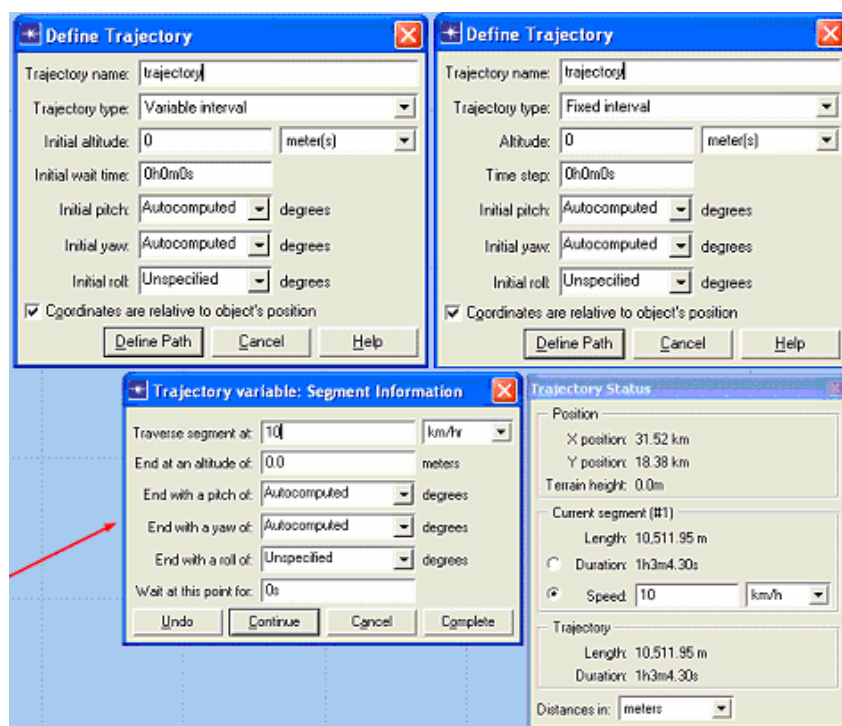 Define Trajectory
Trajectory name: trajectory
Trajectory type: Variable interval
Initial altitude: 0 meter(s)
Initial wait time: 0h0m0s
Initial pitch: Autocomputed degrees
Initial yaw: Autocomputed degrees
Initial roll: Unspecified degrees
Coordinates are relative to object's position
Define Path Cancel Help
Define Trajectory
Trajectory name: trajectory
Trajectory type: Fixed interval
Altitude: 0 meter(s)
Time step: 0h0m0s
Initial pitch: Autocomputed degrees
Initial yaw: Autocomputed degrees
Initial roll: Unspecified degrees
Coordinates are relative to object's position
Define Path Cancel Help
Trajectory variable: Segment Information
Traverse segment at: 10 km/hr
End at an altitude of: 0.0 meters
End with a pitch of: Autocomputed degrees
End with a yaw of: Autocomputed degrees
End with a roll of: Unspecified degrees
Wait at this point for: 0s
Undo Continue Cancel Complete
Trajectory Status
Position
X position: 31.52 km
Y position: 18.38 km
Terrain height: 0.0m
Current segment (#1)
Length: 10,511.95 m
Duration: 1h3m4.30s
Speed: 10 km/h
Trajectory
Length: 10,511.95 m
Duration: 1h3m4.30s
Distances in: meters